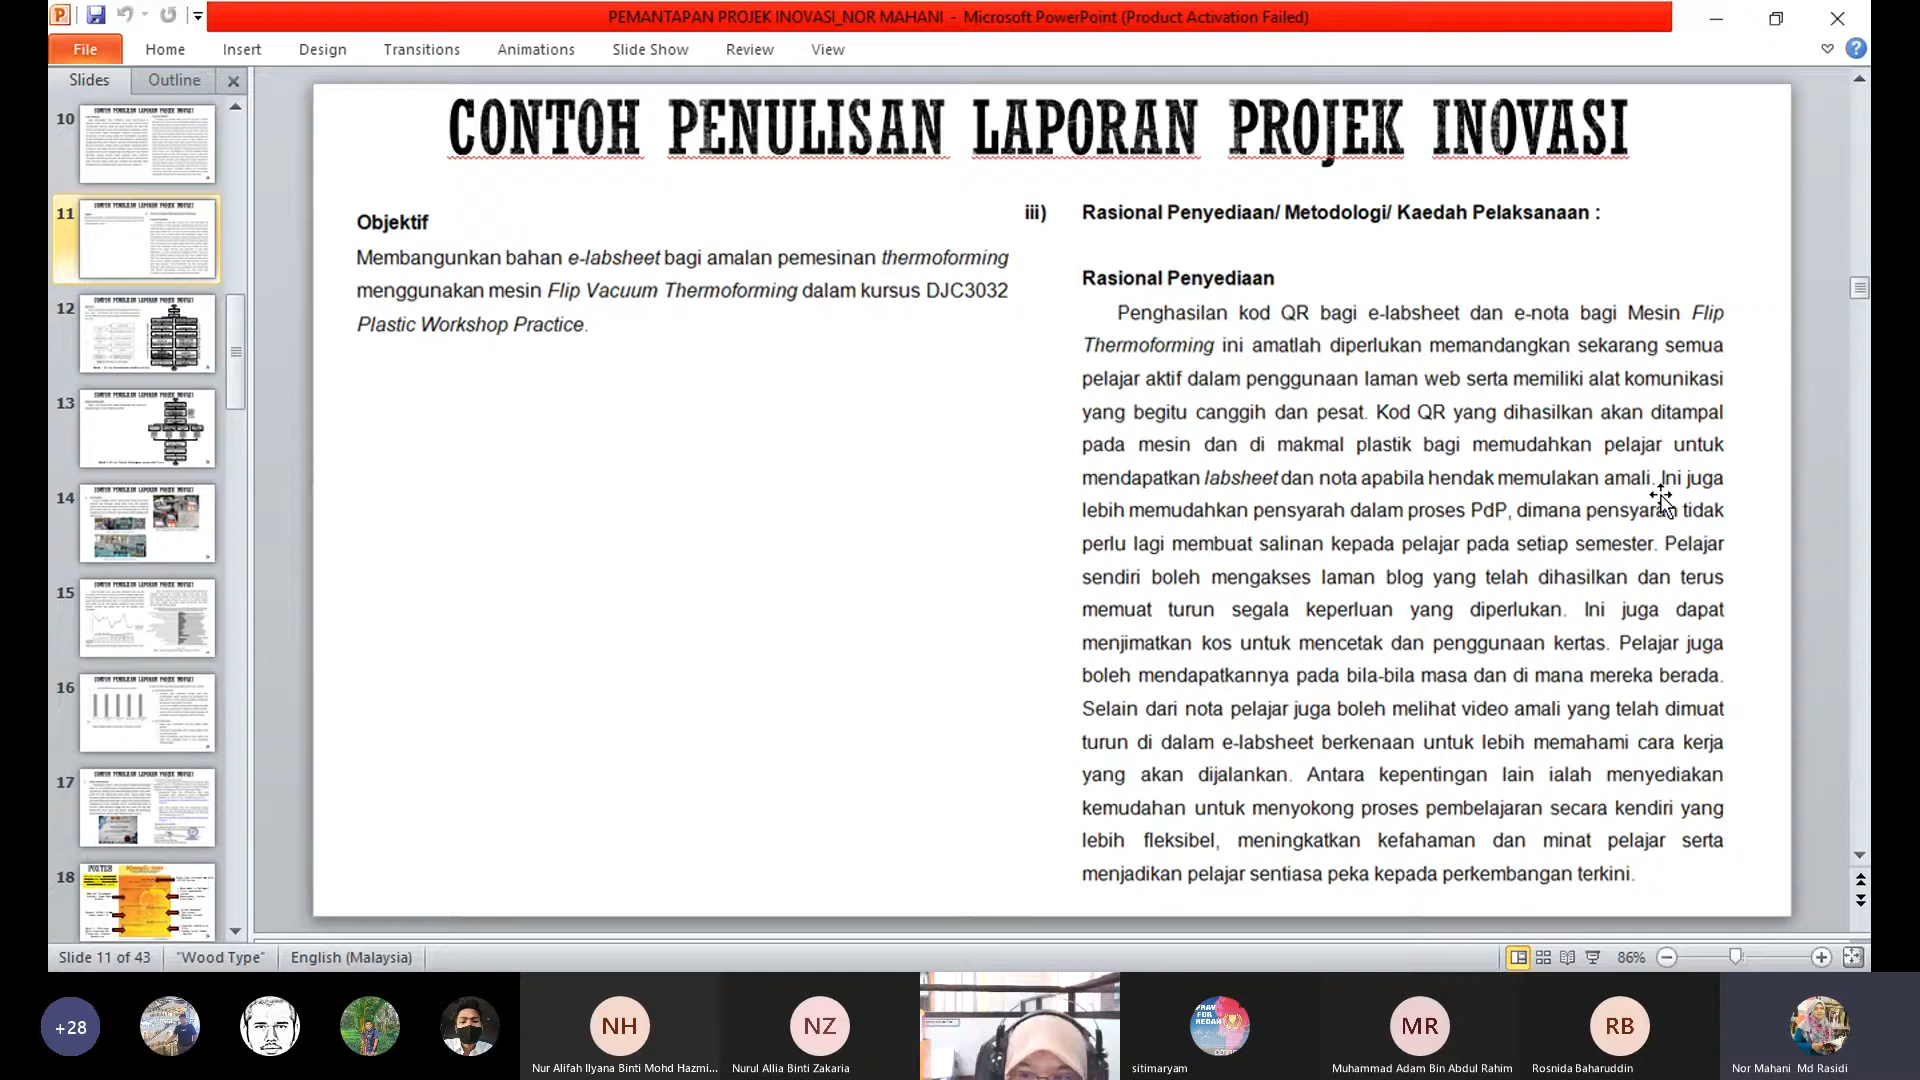 PEMANTAPAN PROJEK INOVASI_NOR MAHANI - Microsoft PowerPoint (Product Activation Failed)
File Home Insert Design Transitions Animations Slide Show Review View
Slides Outline
10
11
12
13
14
15
16
17
18
CONTOH PENULISAN LAPORAN PROJEK INOVASI
Objektif
Membangunkan bahan e-labsheet bagi amalan pemesinan thermoforming
menggunakan mesin Flip Vacuum Thermoforming dalam kursus DJC3032
Plastic Workshop Practice.
iii) Rasional Penyediaan/ Metodologi/ Kaedah Pelaksanaan :
Rasional Penyediaan
Penghasilan kod QR bagi e-labsheet dan e-nota bagi Mesin Flip
Thermoforming ini amatlah diperlukan memandangkan sekarang semua
pelajar aktif dalam penggunaan laman web serta memiliki alat komunikasi
yang begitu canggih dan pesat. Kod QR yang dihasilkan akan ditampal
pada mesin dan di makmal plastik bagi memudahkan pelajar untuk
mendapatkan labsheet dan nota apabila hendak memulakan amali. Ini juga
lebih memudahkan pensyarah dalam proses PdP, dimana pensyarah tidak
perlu lagi membuat salinan kepada pelajar pada setiap semester. Pelajar
sendiri boleh mengakses laman blog yang telah dihasilkan dan terus
memuat turun segala keperluan yang diperlukan. Ini juga dapat
menjimatkan kos untuk mencetak dan penggunaan kertas. Pelajar juga
boleh mendapatkannya pada bila-bila masa dan di mana mereka berada.
Selain dari nota pelajar juga boleh melihat video amali yang telah dimuat
turun di dalam e-labsheet berkenaan untuk lebih memahami cara kerja
yang akan dijalankan. Antara kepentingan lain ialah menyediakan
kemudahan untuk menyokong proses pembelajaran secara kendiri yang
lebih fleksibel, meningkatkan kefahaman dan minat pelajar serta
menjadikan pelajar sentiasa peka kepada perkembangan terkini.
Slide 11 of 43 "Wood Type" English (Malaysia) 86%
+28 NH NZ MR RB
Nur Alifah Ilyana Binti Mohd Hazmi... Nurul Allia Binti Zakaria sitimaryam Muhammad Adam Bin Abdul Rahim Rosnida Baharuddin Nor Mahani Md Rasidi